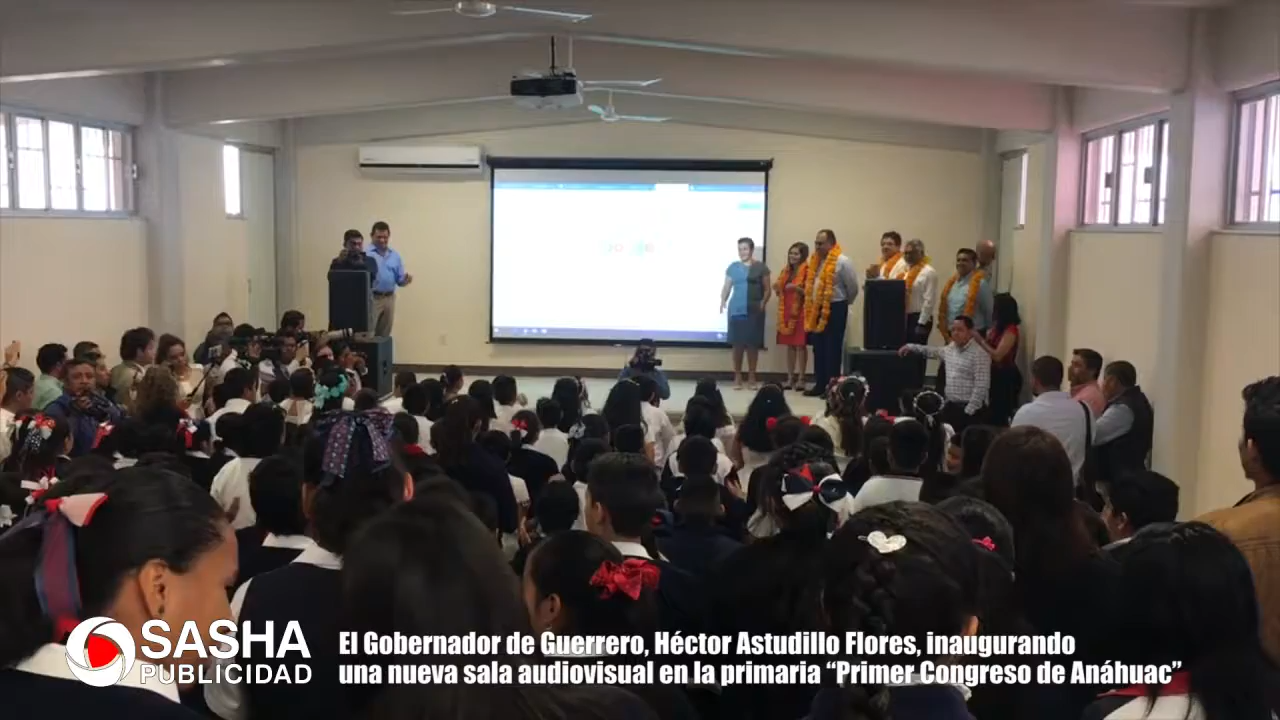 SASHA
PUBLICIDAD
El Gobernador de Guerrero, Héctor Astudillo Flores, inaugurando
una nueva sala audiovisual en la primaria “Primer Congreso de Anáhuac”